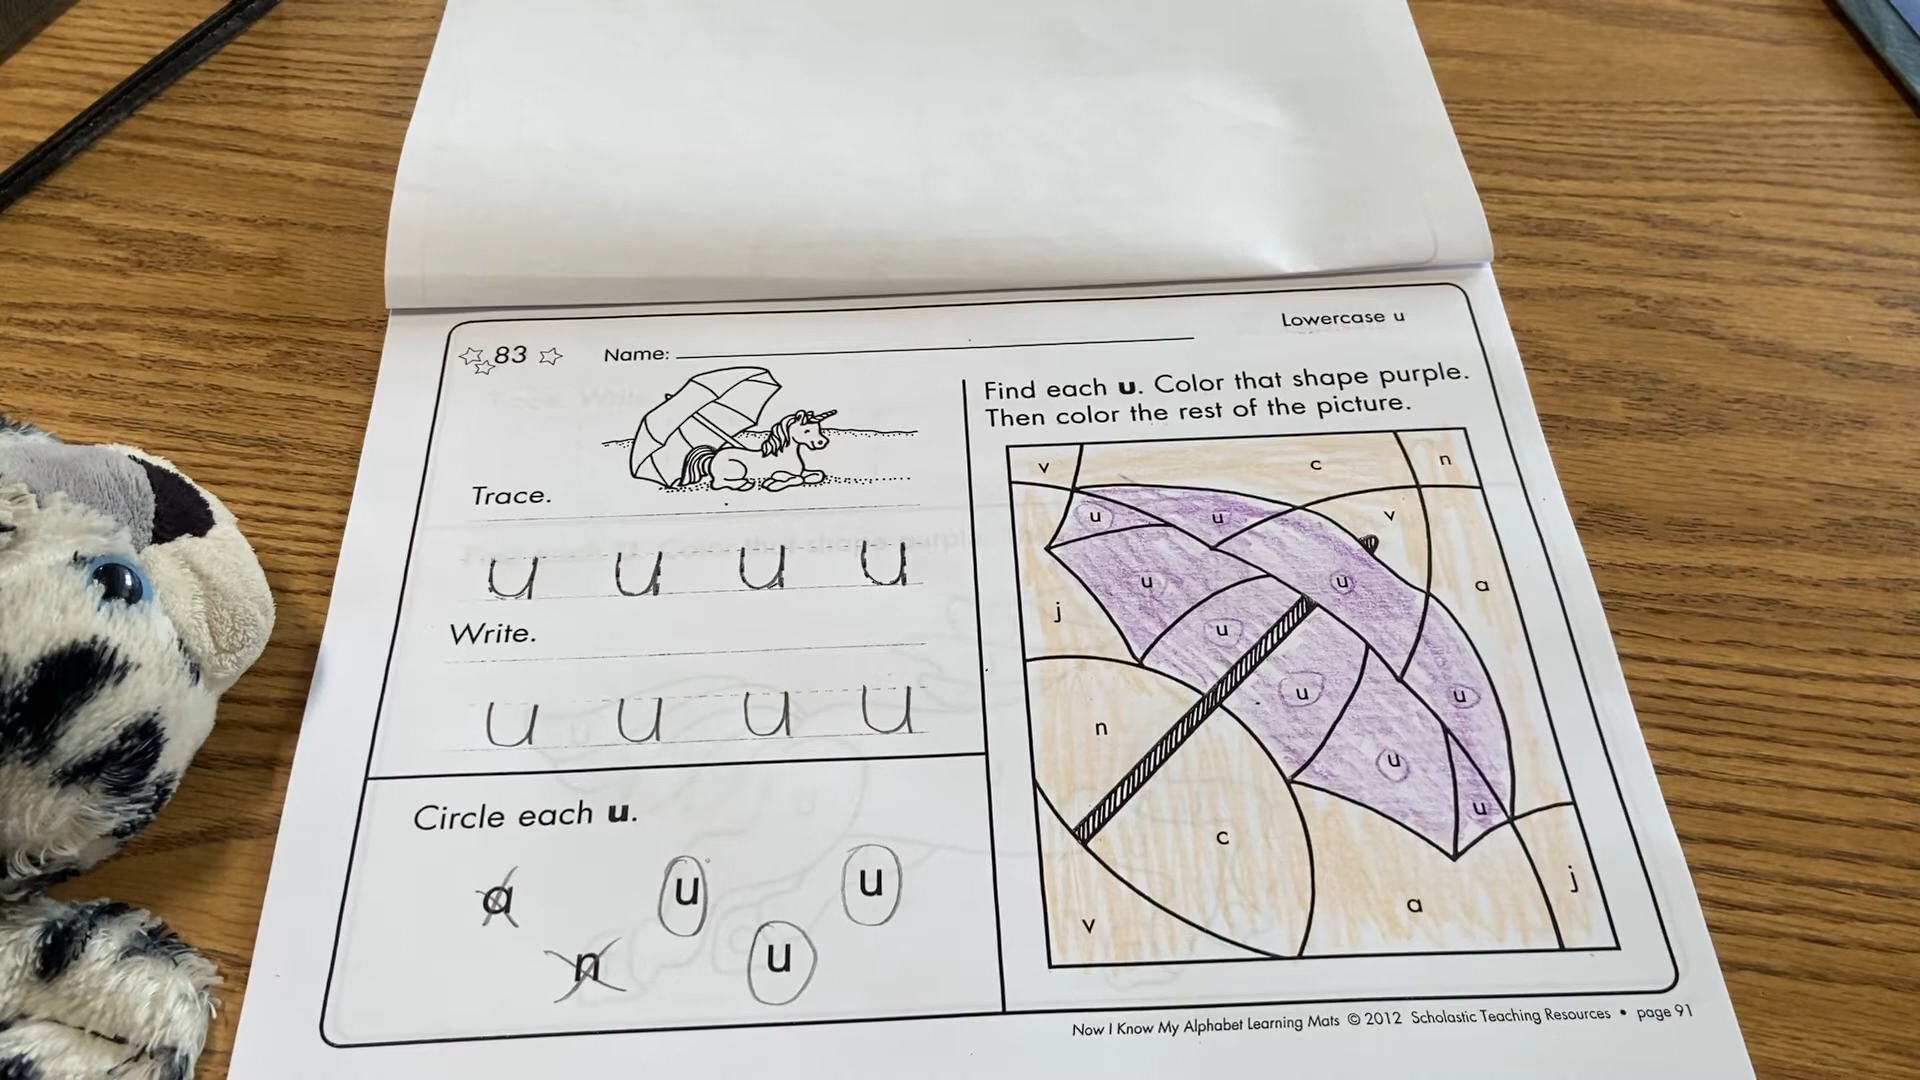 83 Name:
Lowercase u
Trace.
u u u u
Write.
u u u u
Circle each u.
a u u
n u
Find each u. Color that shape purple.
Then color the rest of the picture.
v c n
u u v
u u a
j u
u u
n u
c u
v a j
Now I Know My Alphabet Learning Mats © 2012 Scholastic Teaching Resources • page 91